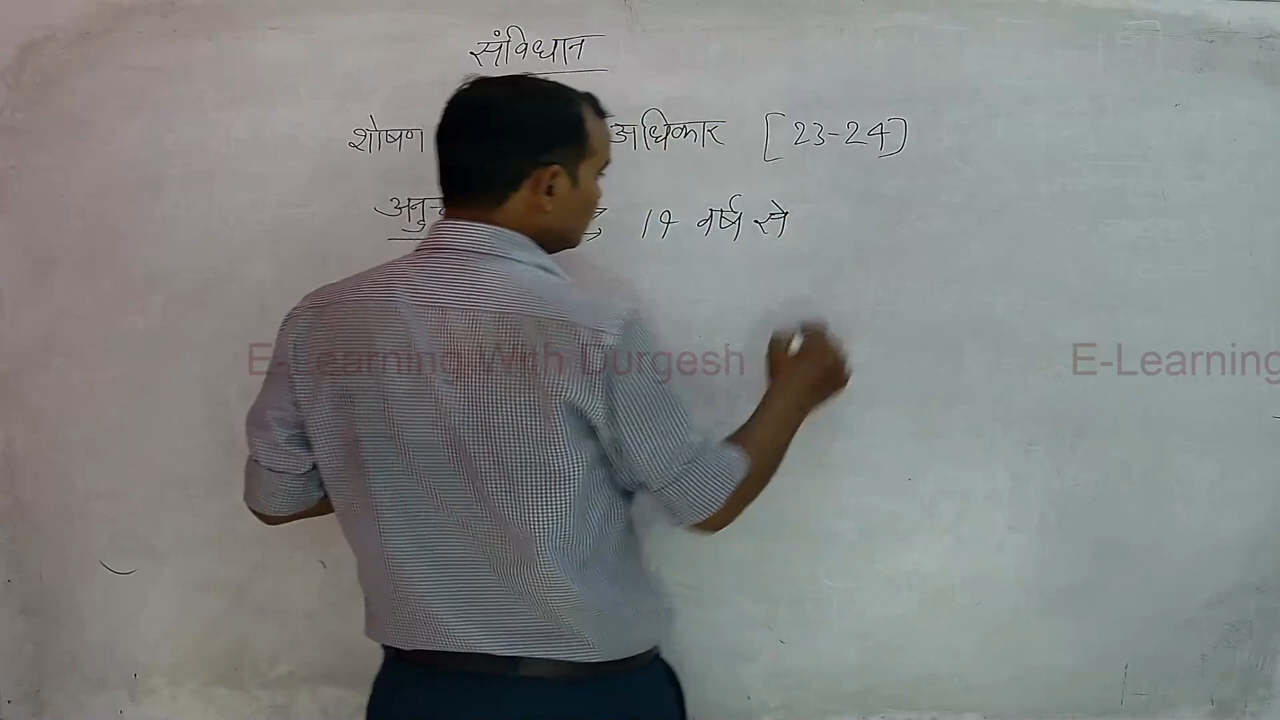 संविधान
शोषण अधिकार [23-24]
14 वर्ष से
E-Learning With Durgesh E-Learning